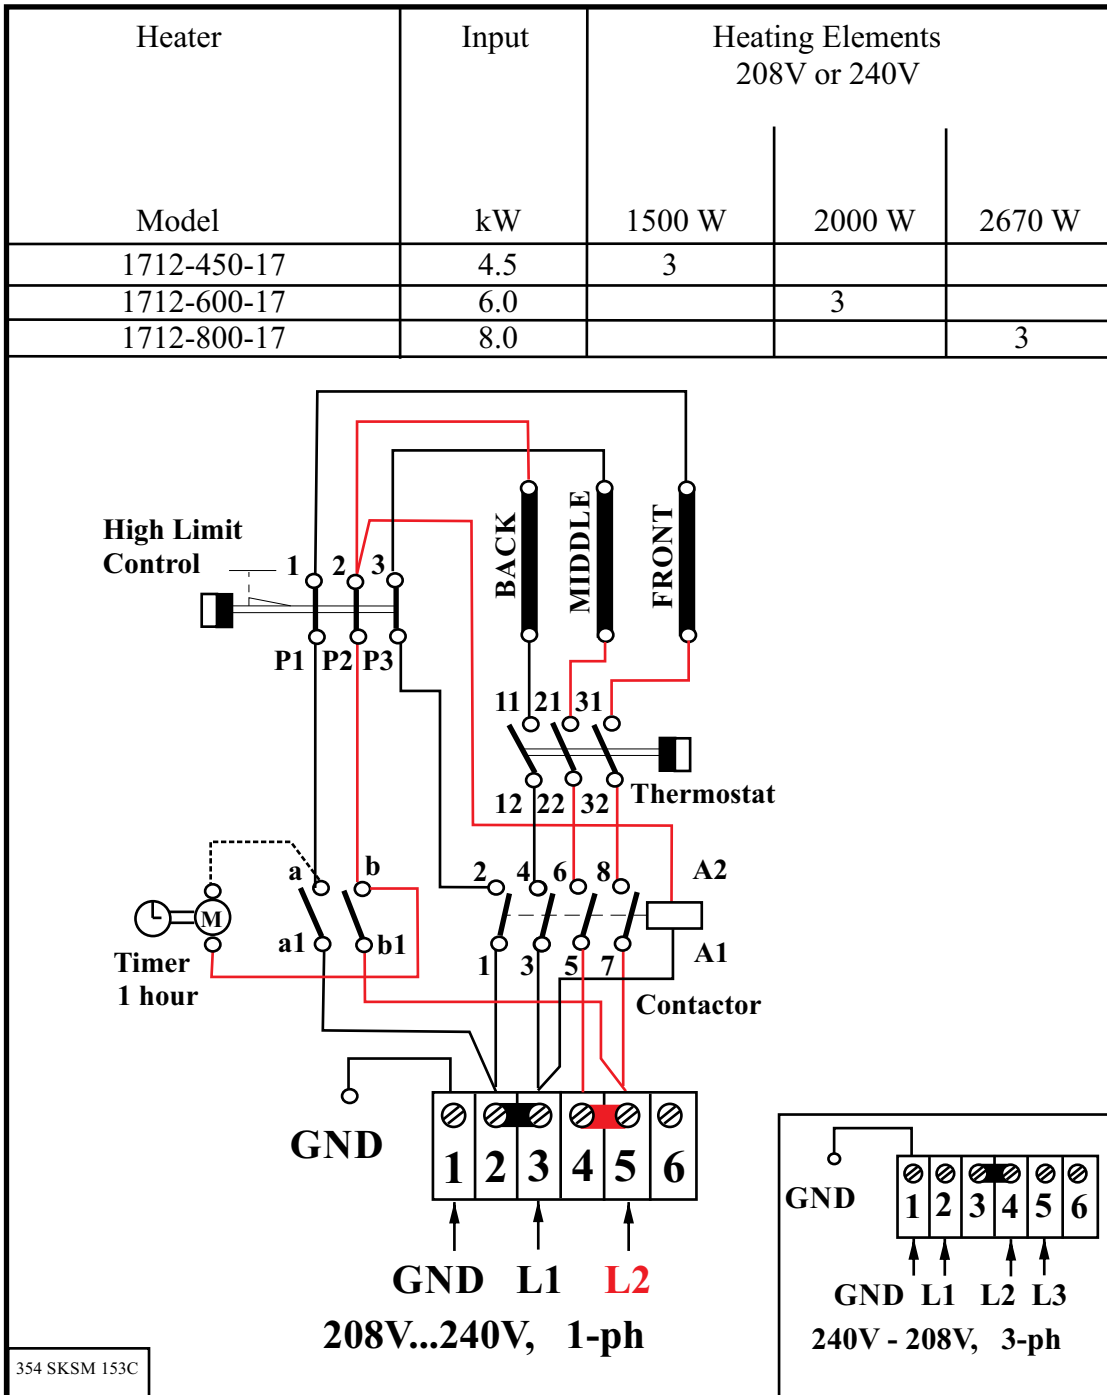 Heater Input Heating Elements
208V or 240V
Model kW 1500 W 2000 W 2670 W
1712-450-17 4.5 3
1712-600-17 6.0 3
1712-800-17 8.0 3
High Limit
Control
1 2 3
P1 P2 P3
BACK
MIDDLE
FRONT
11 21 31
12 22 32
Thermostat
a b
2 4 6 8 A2
M
a1 b1
1 3 5 7 A1
Timer
1 hour
Contactor
GND
1 2 3 4 5 6
GND L1 L2
208V...240V, 1-ph
GND
1 2 3 4 5 6
GND L1 L2 L3
240V - 208V, 3-ph
354 SKSM 153C